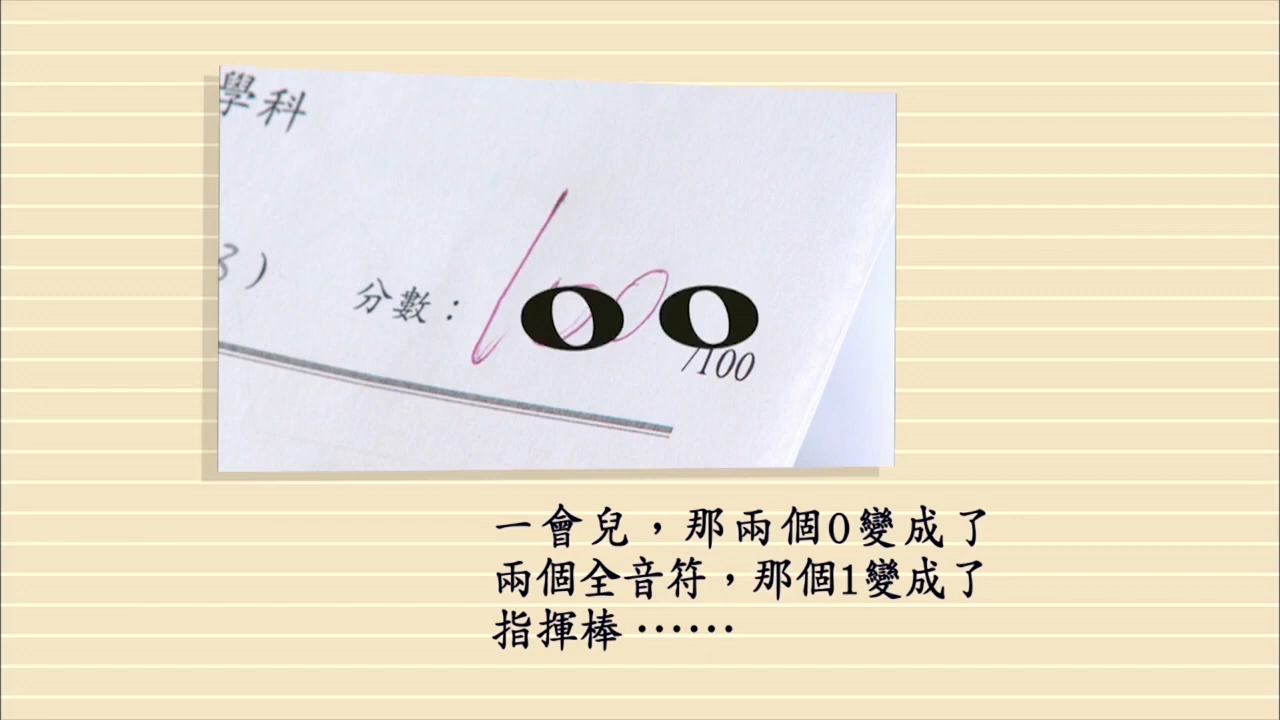 學科
3）
分數：100
/100
一會兒，那兩個0變成了
兩個全音符，那個1變成了
指揮棒……